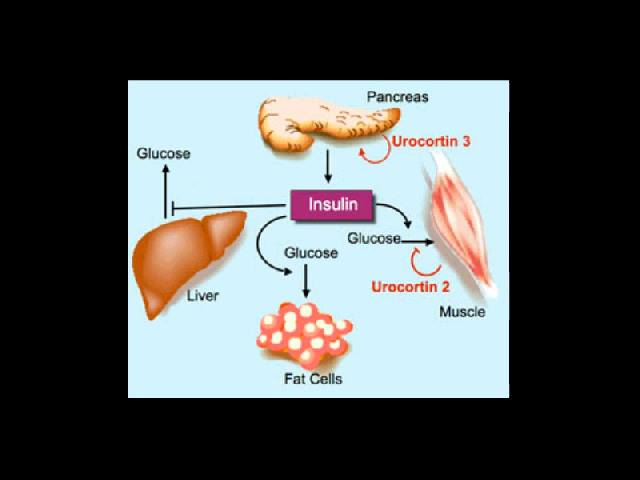 Pancreas
Urocortin 3
Glucose
Insulin
Glucose
Glucose
Urocortin 2
Liver
Muscle
Fat Cells